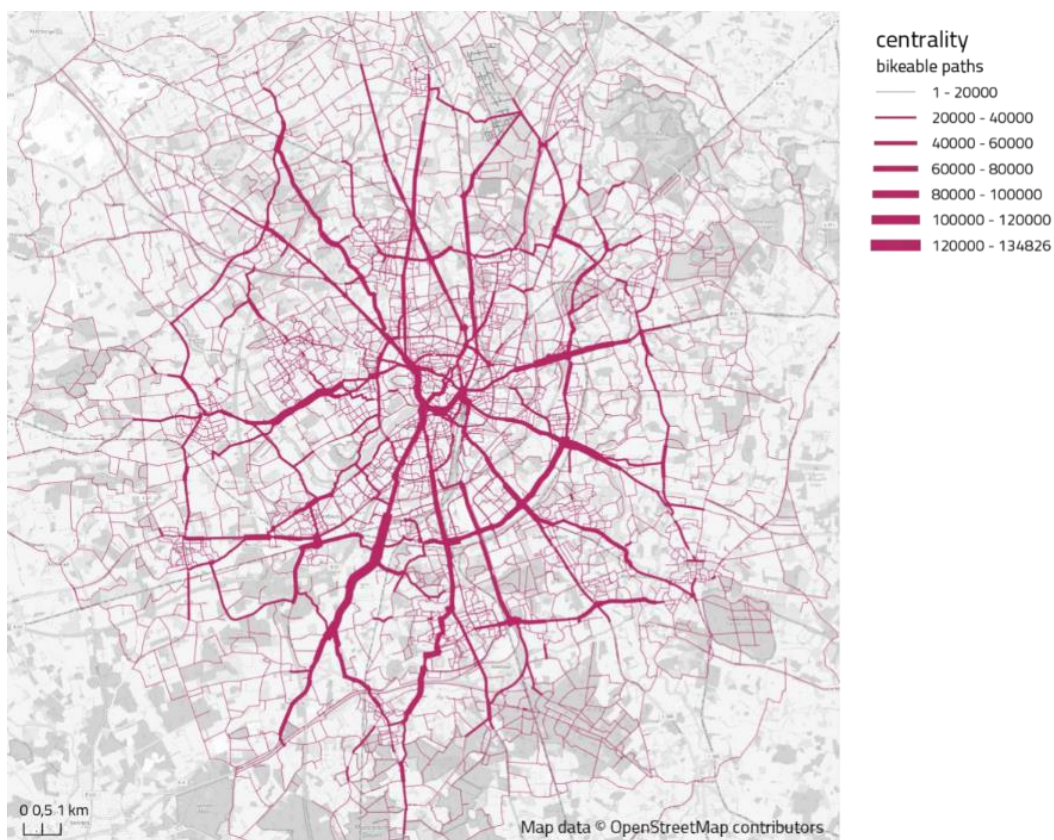 centrality
bikeable paths
1 - 20000
20000 - 40000
40000 - 60000
60000 - 80000
80000 - 100000
100000 - 120000
120000 - 134826
0 0,5 1 km
Map data © OpenStreetMap contributors